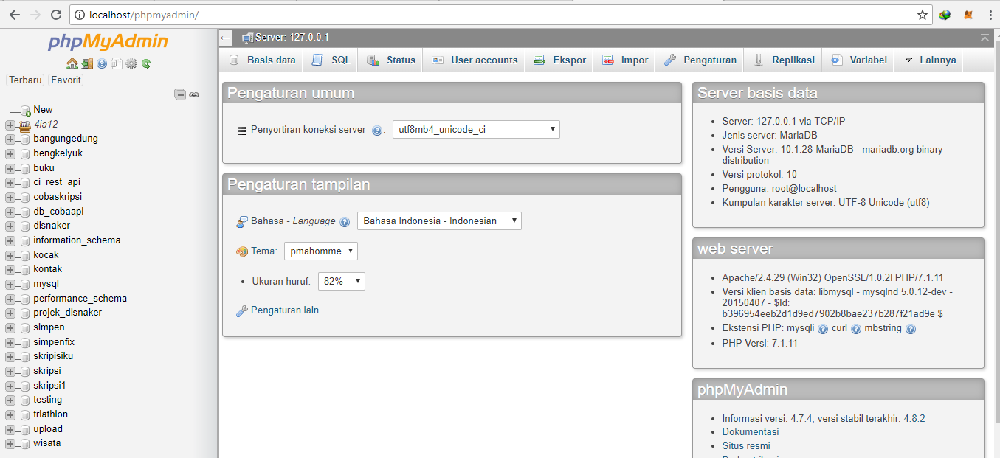 localhost/phpmyadmin/
phpMyAdmin
Terbaru Favorit
New
4ia12
bangungedung
bengkelyuk
buku
ci_rest_api
cobaskripsi
db_cobaapi
disnaker
information_schema
kocak
kontak
mysql
performance_schema
projek_disnaker
simpen
simpenfix
skripisiku
skripsi
skripsi1
testing
triathlon
upload
wisata
Server: 127.0.0.1
Basis data SQL Status User accounts Ekspor Impor Pengaturan Replikasi Variabel Lainnya
Pengaturan umum
Penyortiran koneksi server : utf8mb4_unicode_ci
Pengaturan tampilan
Bahasa - Language Bahasa Indonesia - Indonesian
Tema: pmahomme
• Ukuran huruf: 82%
Pengaturan lain
Server basis data
• Server: 127.0.0.1 via TCP/IP
• Jenis server: MariaDB
• Versi Server: 10.1.28-MariaDB - mariadb.org binary
distribution
• Versi protokol: 10
• Pengguna: root@localhost
• Kumpulan karakter server: UTF-8 Unicode (utf8)
web server
• Apache/2.4.29 (Win32) OpenSSL/1.0.2l PHP/7.1.11
• Versi klien basis data: libmysql - mysqlnd 5.0.12-dev -
20150407 - $Id:
b396954eeb2d1d9ed7902b8bae237b287f21ad9e $
• Ekstensi PHP: mysqli curl mbstring
• PHP Versi: 7.1.11
phpMyAdmin
• Informasi versi: 4.7.4, versi stabil terakhir: 4.8.2
• Dokumentasi
• Situs resmi